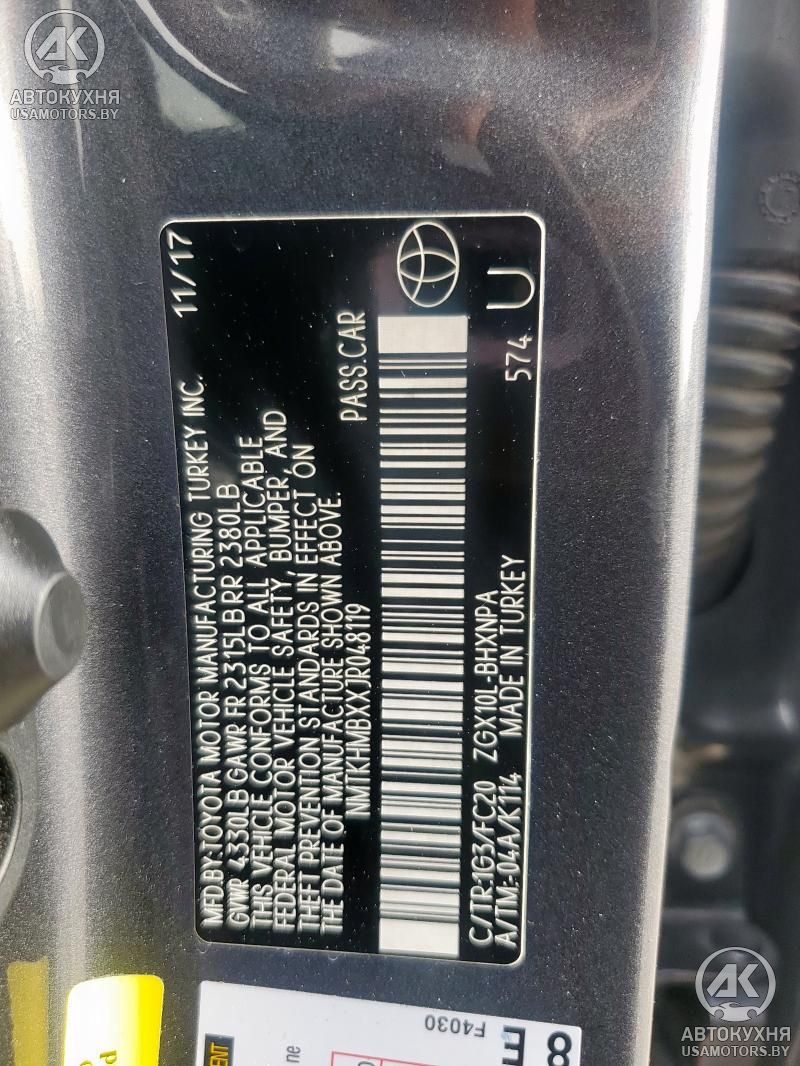 АВТОКУХНЯ
USAMOTORS.BY
MFD.BY:TOYOTA MOTOR MANUFACTURING TURKEY INC. 11/17
GVWR 4330LB GAWR FR 2315LB RR 2380LB
THIS VEHICLE CONFORMS TO ALL APPLICABLE
FEDERAL MOTOR VEHICLE SAFETY, BUMPER, AND
THEFT PREVENTION STANDARDS IN EFFECT ON
THE DATE OF MANUFACTURE SHOWN ABOVE.
NMTKHMBXXJR048119 PASS.CAR
C/TR:1G3/FC20 ZGX10L-BHXNPA 574 U
A/TM:-04A/K114 MADE IN TURKEY
F4030
АВТОКУХНЯ
USAMOTORS.BY